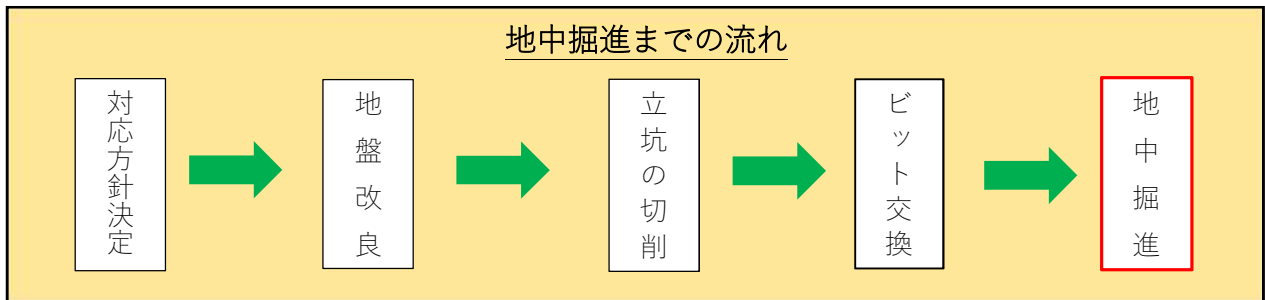 地中掘進までの流れ
対応方針決定
地盤改良
立坑の切削
ビット交換
地中掘進